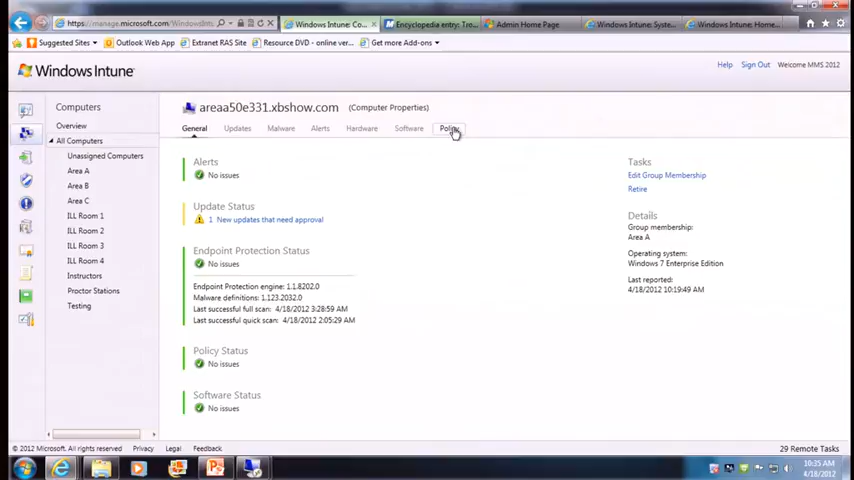 https://manage.microsoft.com/WindowsIntu
Windows Intune: Co...
Encyclopedia entry: Tro...
Admin Home Page
Windows Intune: Syste...
Windows Intune: Home...
Suggested Sites
Outlook Web App
Extranet RAS Site
Resource DVD - online ver...
Get more Add-ons
Windows Intune
Help
Sign Out
Welcome MMS 2012
Computers
Overview
All Computers
Unassigned Computers
Area A
Area B
Area C
ILL Room 1
ILL Room 2
ILL Room 3
ILL Room 4
Instructors
Proctor Stations
Testing
areaa50e331.xbshow.com (Computer Properties)
General
Updates
Malware
Alerts
Hardware
Software
Policy
Alerts
No issues
Update Status
1 New updates that need approval
Endpoint Protection Status
No issues
Endpoint Protection engine: 1.1.8202.0
Malware definitions: 1.123.2032.0
Last successful full scan: 4/18/2012 3:28:59 AM
Last successful quick scan: 4/18/2012 2:05:29 AM
Policy Status
No issues
Software Status
No issues
Tasks
Edit Group Membership
Retire
Details
Group membership:
Area A
Operating system:
Windows 7 Enterprise Edition
Last reported:
4/18/2012 10:19:49 AM
© 2012 Microsoft. All rights reserved
Privacy
Legal
Feedback
29 Remote Tasks
10:35 AM
4/18/2012